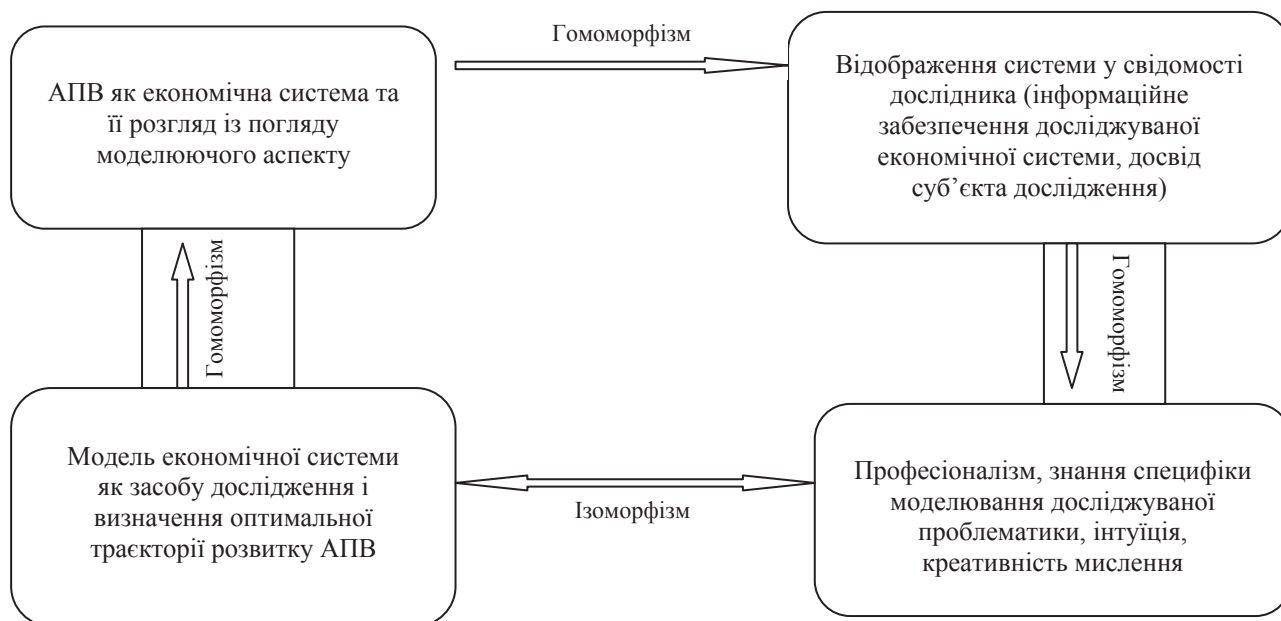 Гомоморфізм
АПВ як економічна система та
її розгляд із погляду
моделюючого аспекту
Відображення системи у свідомості
дослідника (інформаційне
забезпечення досліджуваної
економічної системи, досвід
суб’єкта дослідження)
Гомоморфізм
Гомоморфізм
Модель економічної системи
як засобу дослідження і
визначення оптимальної
траєкторії розвитку АПВ
Ізоморфізм
Професіоналізм, знання специфіки
моделювання досліджуваної
проблематики, інтуїція,
креативність мислення